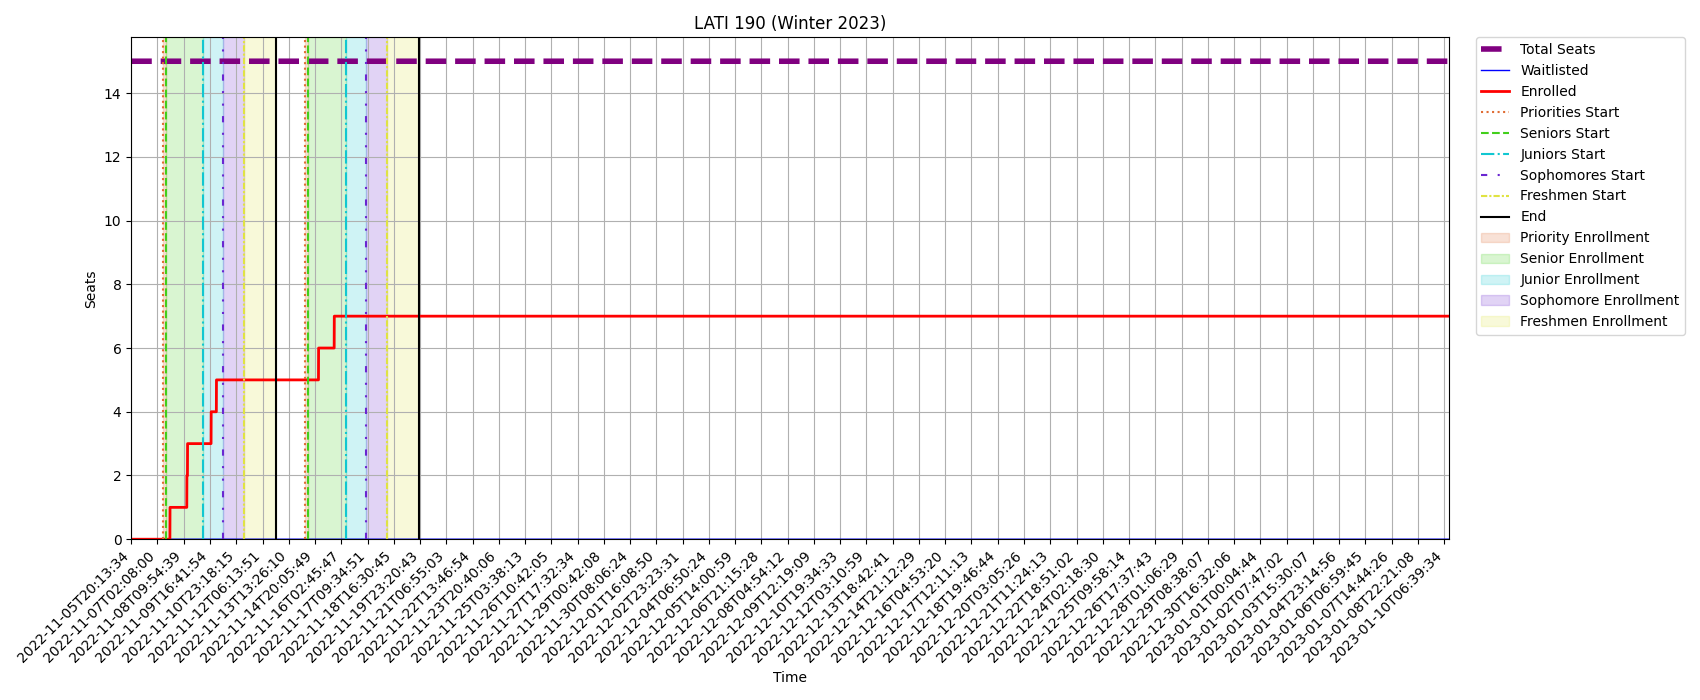 LATI 190 (Winter 2023)
Seats
14
12
10
8
6
4
2
0
2022-11-05T20:13:34
2022-11-07T02:08:00
2022-11-08T09:54:39
2022-11-09T16:41:54
2022-11-10T23:18:15
2022-11-12T06:13:51
2022-11-13T13:26:10
2022-11-14T20:05:49
2022-11-16T02:45:47
2022-11-17T09:34:51
2022-11-18T16:30:45
2022-11-19T23:20:43
2022-11-21T06:55:03
2022-11-22T13:46:54
2022-11-23T20:40:06
2022-11-25T03:38:13
2022-11-26T10:42:05
2022-11-27T17:32:34
2022-11-29T00:42:08
2022-11-30T08:06:24
2022-12-01T16:08:50
2022-12-02T23:23:31
2022-12-04T06:50:24
2022-12-05T14:00:59
2022-12-06T21:15:28
2022-12-08T04:54:12
2022-12-09T12:19:09
2022-12-10T19:34:33
2022-12-12T03:10:59
2022-12-13T18:42:41
2022-12-14T21:12:29
2022-12-16T04:53:20
2022-12-17T12:11:13
2022-12-18T19:46:44
2022-12-20T03:05:26
2022-12-21T11:24:13
2022-12-22T18:51:02
2022-12-24T02:18:30
2022-12-25T09:58:14
2022-12-26T17:37:43
2022-12-28T01:06:29
2022-12-29T08:38:07
2022-12-30T16:32:06
2023-01-01T00:04:44
2023-01-02T07:47:02
2023-01-03T15:30:07
2023-01-04T23:14:56
2023-01-06T06:59:45
2023-01-07T14:44:26
2023-01-08T22:21:08
2023-01-10T06:39:34
Time
Total Seats
Waitlisted
Enrolled
Priorities Start
Seniors Start
Juniors Start
Sophomores Start
Freshmen Start
End
Priority Enrollment
Senior Enrollment
Junior Enrollment
Sophomore Enrollment
Freshmen Enrollment